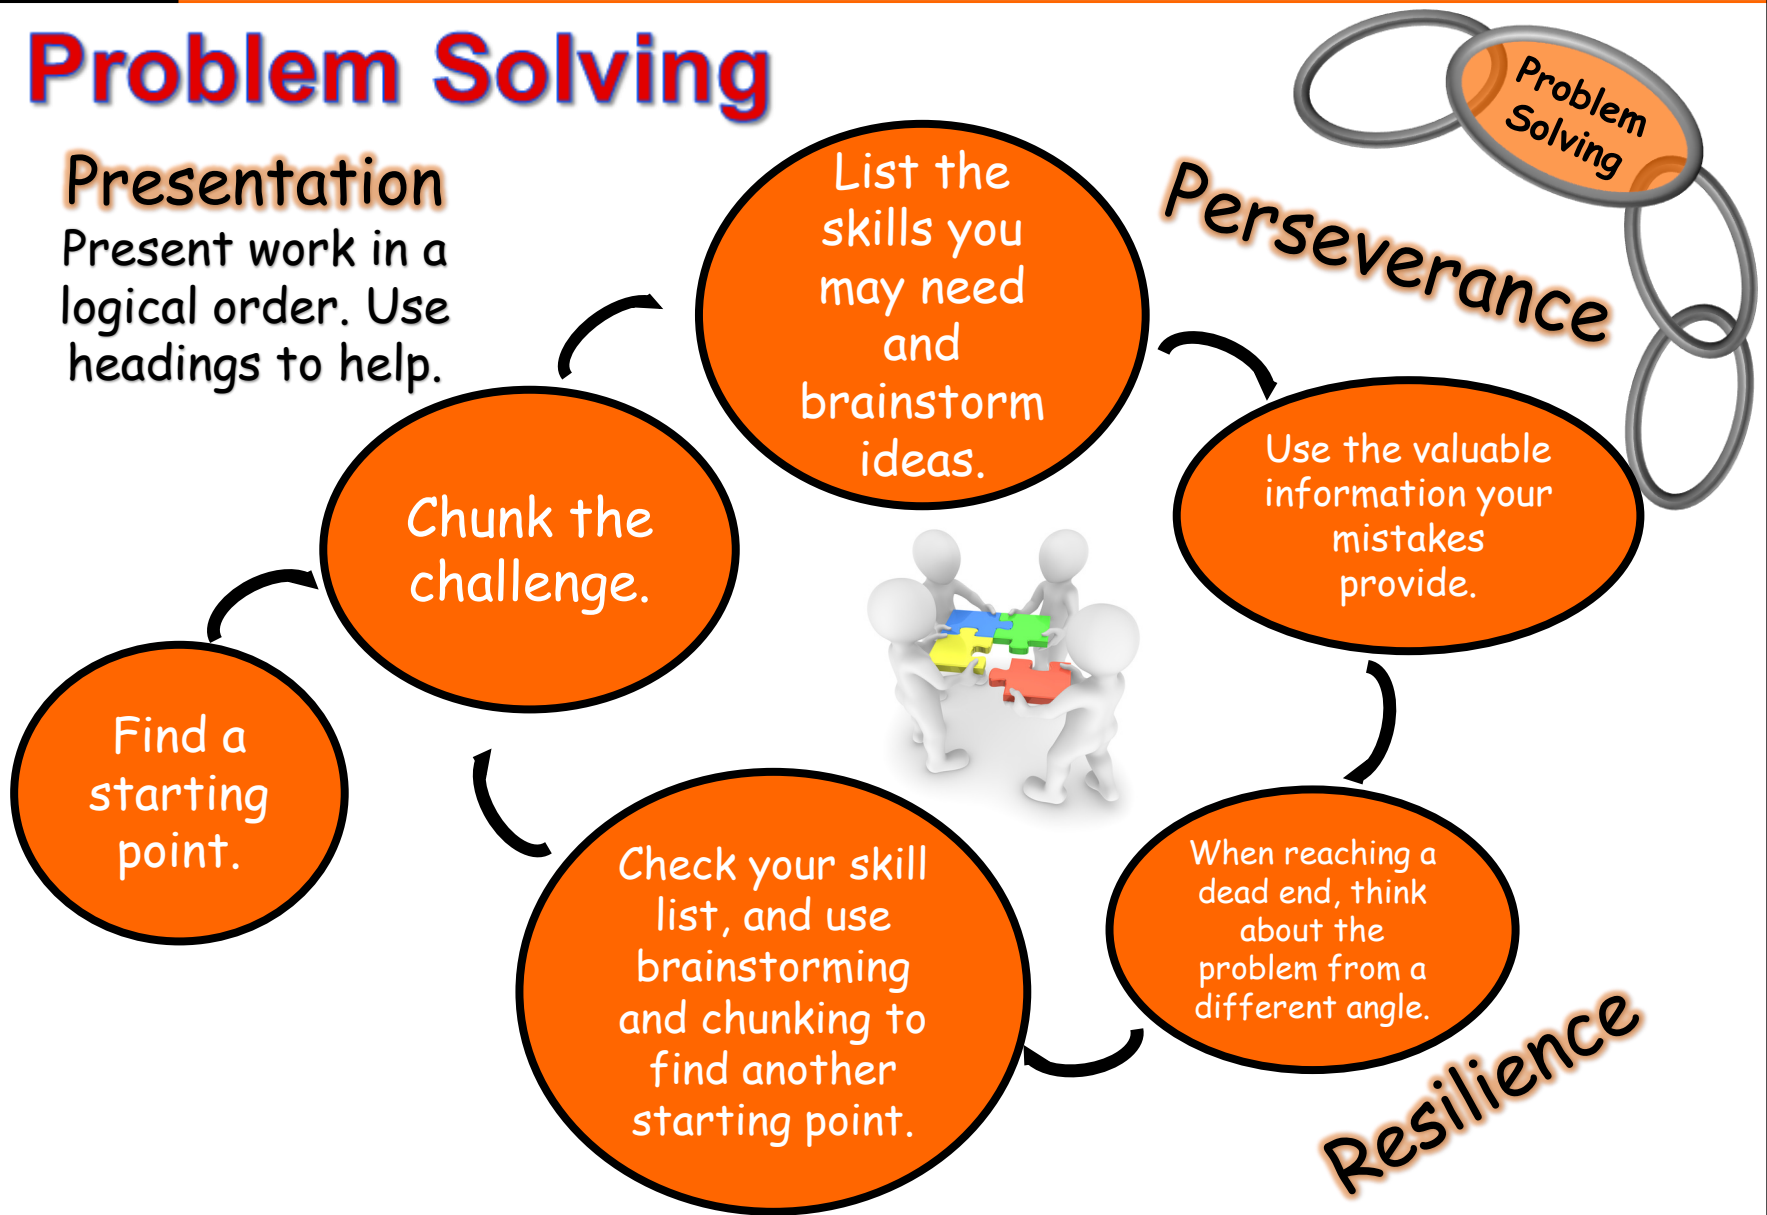 Problem Solving
Problem
Solving
Presentation
Present work in a
logical order. Use
headings to help.
Perseverance
List the
skills you
may need
and
brainstorm
ideas.
Use the valuable
information your
mistakes
provide.
Chunk the
challenge.
Find a
starting
point.
Check your skill
list, and use
brainstorming
and chunking to
find another
starting point.
When reaching a
dead end, think
about the
problem from a
different angle.
Resilience